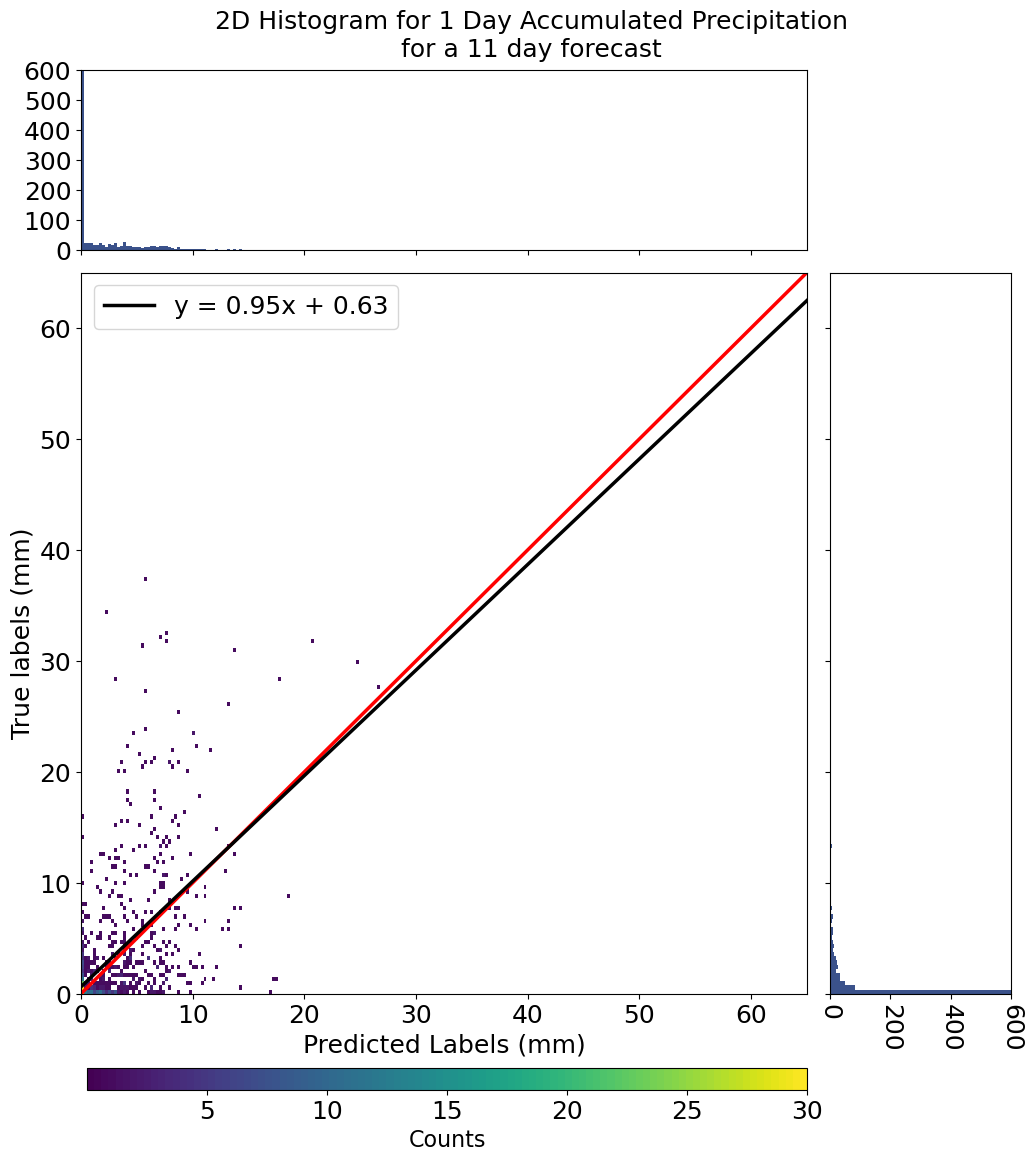 2D Histogram for 1 Day Accumulated Precipitation
for a 11 day forecast
600
500
400
300
200
100
0
y = 0.95x + 0.63
True labels (mm)
60
50
40
30
20
10
0
0 10 20 30 40 50 60
Predicted Labels (mm)
0 200 400 600
5 10 15 20 25 30
Counts